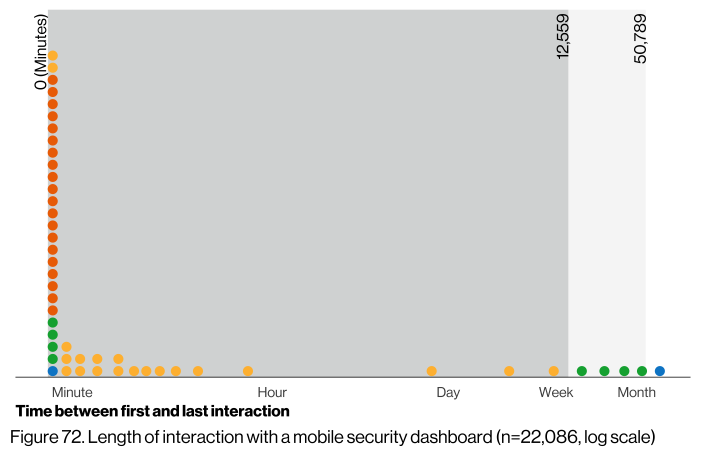 0 (Minutes)
12,559
50,789
Minute
Hour
Day
Week
Month
Time between first and last interaction
Figure 72. Length of interaction with a mobile security dashboard (n=22,086, log scale)